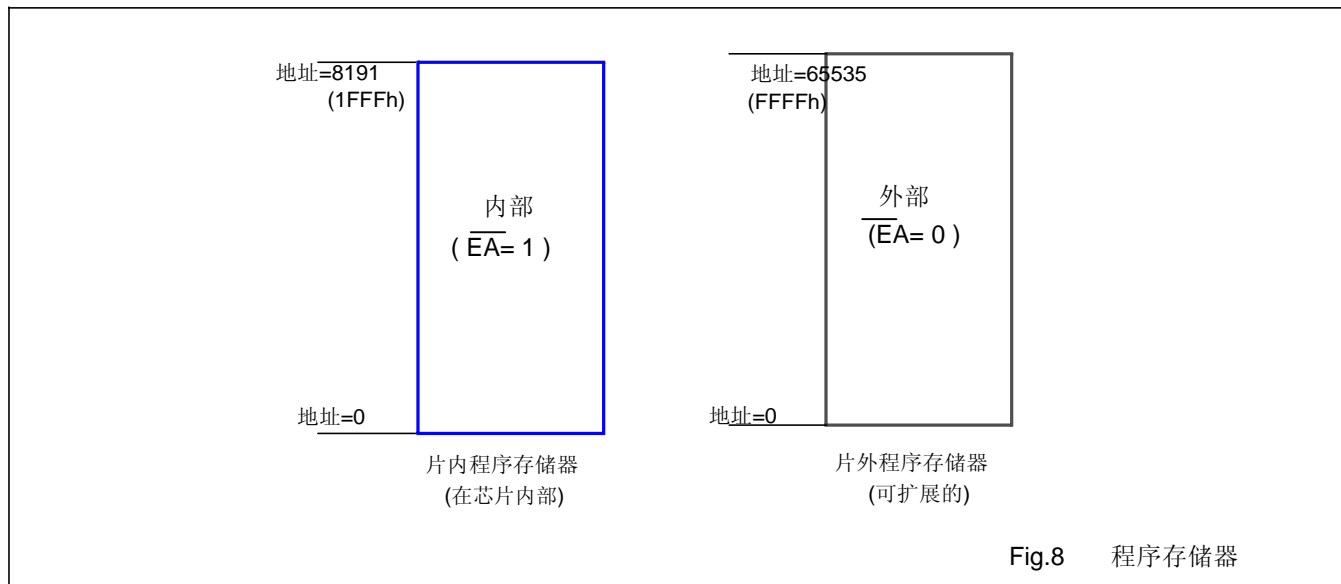 地址=8191
(1FFFh)
内部
( E̅A̅= 1 )
地址=0
片内程序存储器
(在芯片内部)
地址=65535
(FFFFh)
外部
(E̅A̅= 0 )
地址=0
片外程序存储器
(可扩展的)
Fig.8 程序存储器